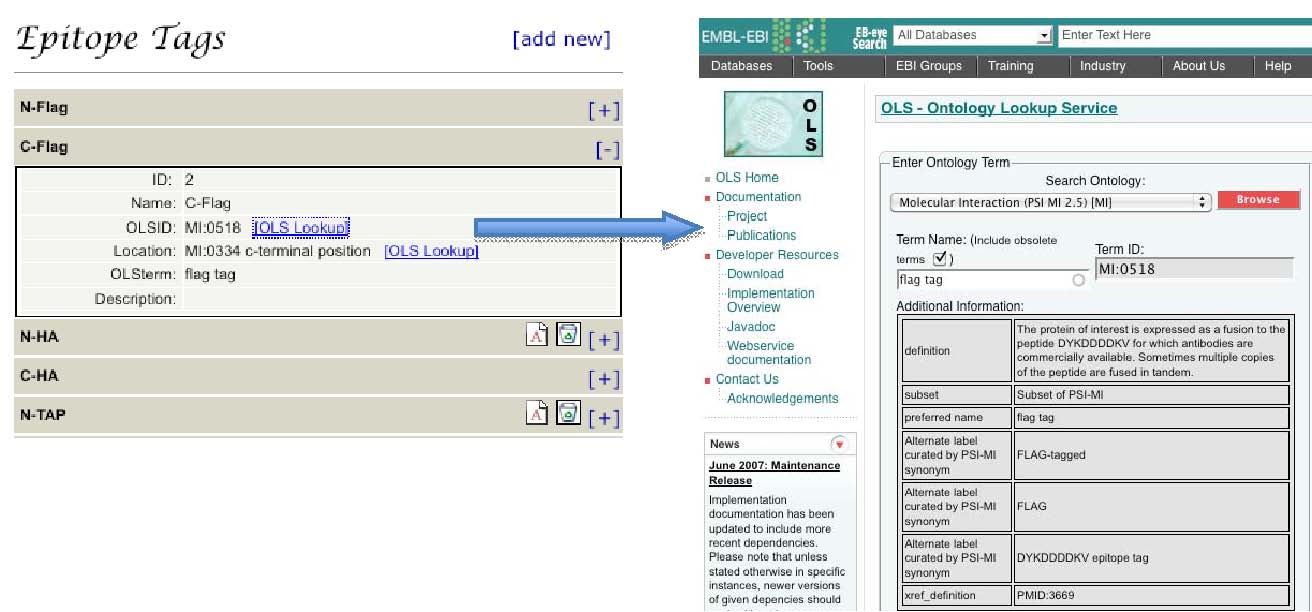 Epitope Tags [add new]
N-Flag [+]
C-Flag [-]
ID: 2
Name: C-Flag
OLSID: MI:0518 [OLS Lookup]
Location: MI:0334 c-terminal position [OLS Lookup]
OLSterm: flag tag
Description:
N-HA A [+]
C-HA [+]
N-TAP A [+]
EMBL-EBI
EB-eye
Search
All Databases
Enter Text Here
Databases Tools EBI Groups Training Industry About Us Help
O
L
S
OLS Home
Documentation
Project
Publications
Developer Resources
Download
Implementation
Overview
Javadoc
Webservice
documentation
Contact Us
Acknowledgements
News
June 2007: Maintenance
Release
Implementation
documentation has been
updated to include more
recent dependencies.
Please note that unless
stated otherwise in specific
instances, newer versions
of given depencies should
OLS - Ontology Lookup Service
Enter Ontology Term
Search Ontology:
Molecular Interaction (PSI MI 2.5) [MI] Browse
Term Name: (Include obsolete
terms )
flag tag
Term ID:
MI:0518
Additional Information:
definition
The protein of interest is expressed as a fusion to the
peptide DYKDDDDKV for which antibodies are
commercially available. Sometimes multiple copies
of the peptide are fused in tandem.
subset Subset of PSI-MI
preferred name flag tag
Alternate label
curated by PSI-MI
synonym
FLAG-tagged
Alternate label
curated by PSI-MI
synonym
FLAG
Alternate label
curated by PSI-MI
synonym
DYKDDDDKV epitope tag
xref_definition PMID:3669